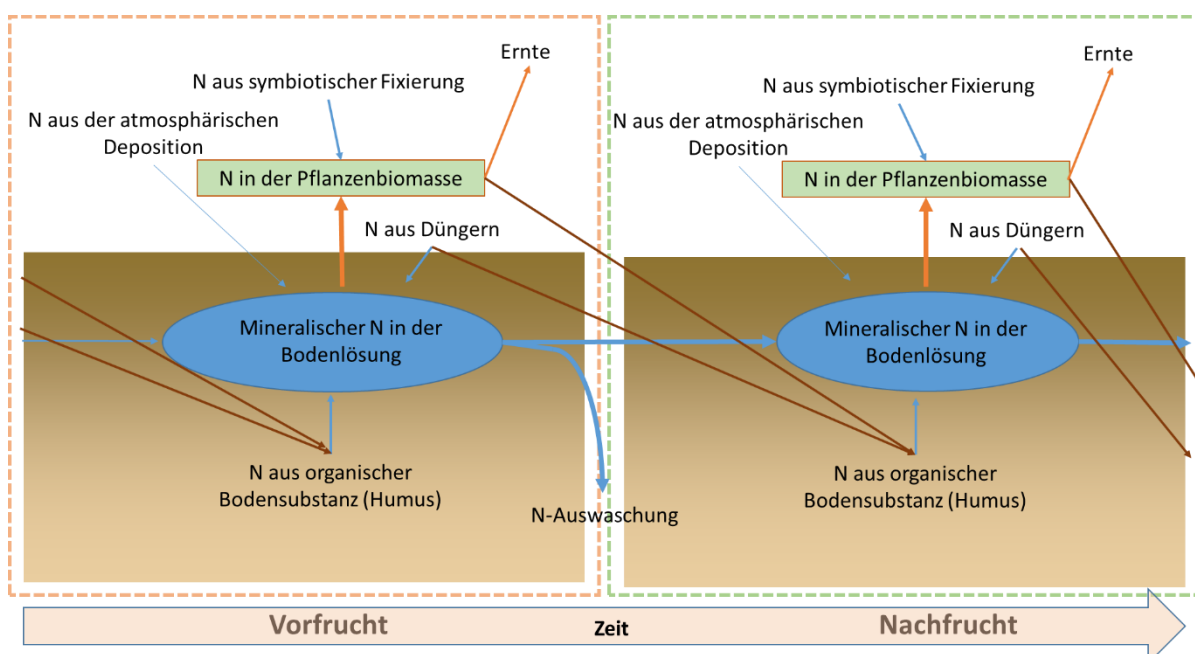 Ernte
N aus symbiotischer Fixierung
N aus der atmosphärischen
Deposition
N in der Pflanzenbiomasse
N aus Düngern
Mineralischer N in der
Bodenlösung
N aus organischer
Bodensubstanz (Humus)
N-Auswaschung
Ernte
N aus symbiotischer Fixierung
N aus der atmosphärischen
Deposition
N in der Pflanzenbiomasse
N aus Düngern
Mineralischer N in der
Bodenlösung
N aus organischer
Bodensubstanz (Humus)
Vorfrucht
Zeit
Nachfrucht